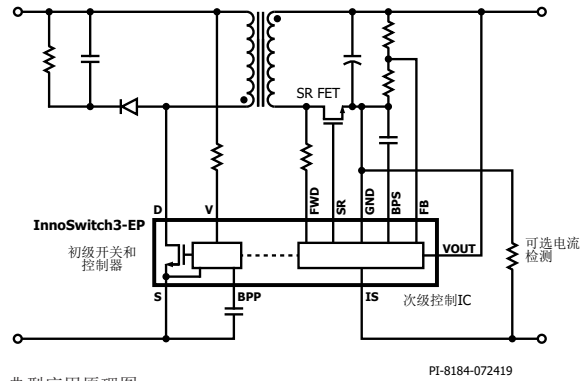 SR FET
D
V
FWD
SR
GND
BPS
FB
InnoSwitch3-EP
初级开关和
控制器
VOUT
可选电流
检测
S
BPP
IS
次级控制IC
PI-8184-072419